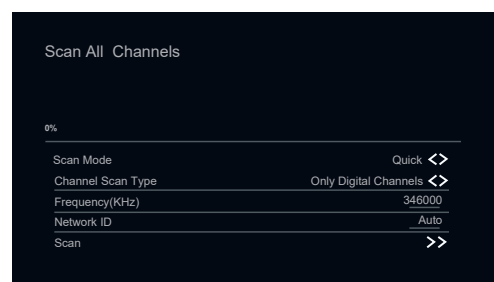 Scan All Channels
0%
Scan Mode Quick <>
Channel Scan Type Only Digital Channels <>
Frequency(KHz) 346000
Network ID Auto
Scan >>